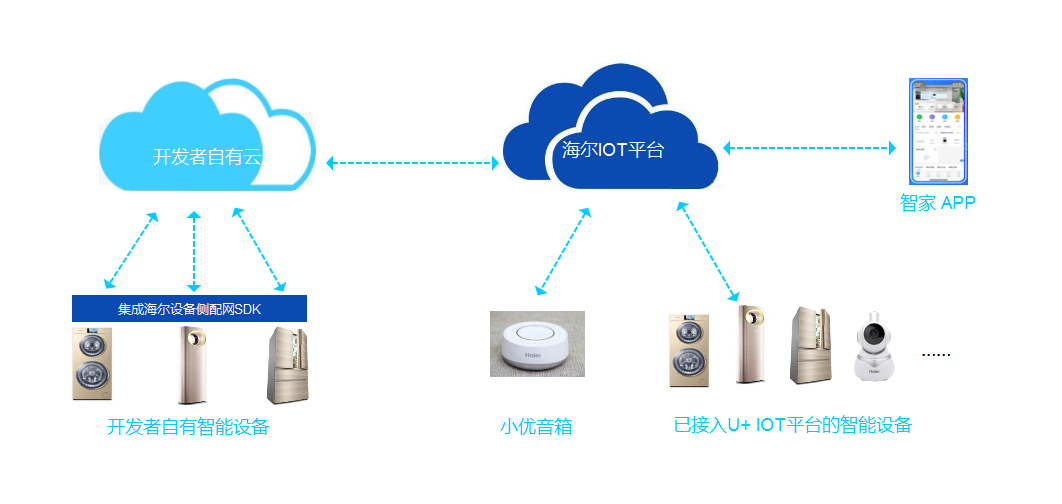 开发者自有云
海尔IOT平台
智家 APP
集成海尔设备侧配网SDK
Haier
Haier
......
开发者自有智能设备
小优音箱
已接入U+ IOT平台的智能设备